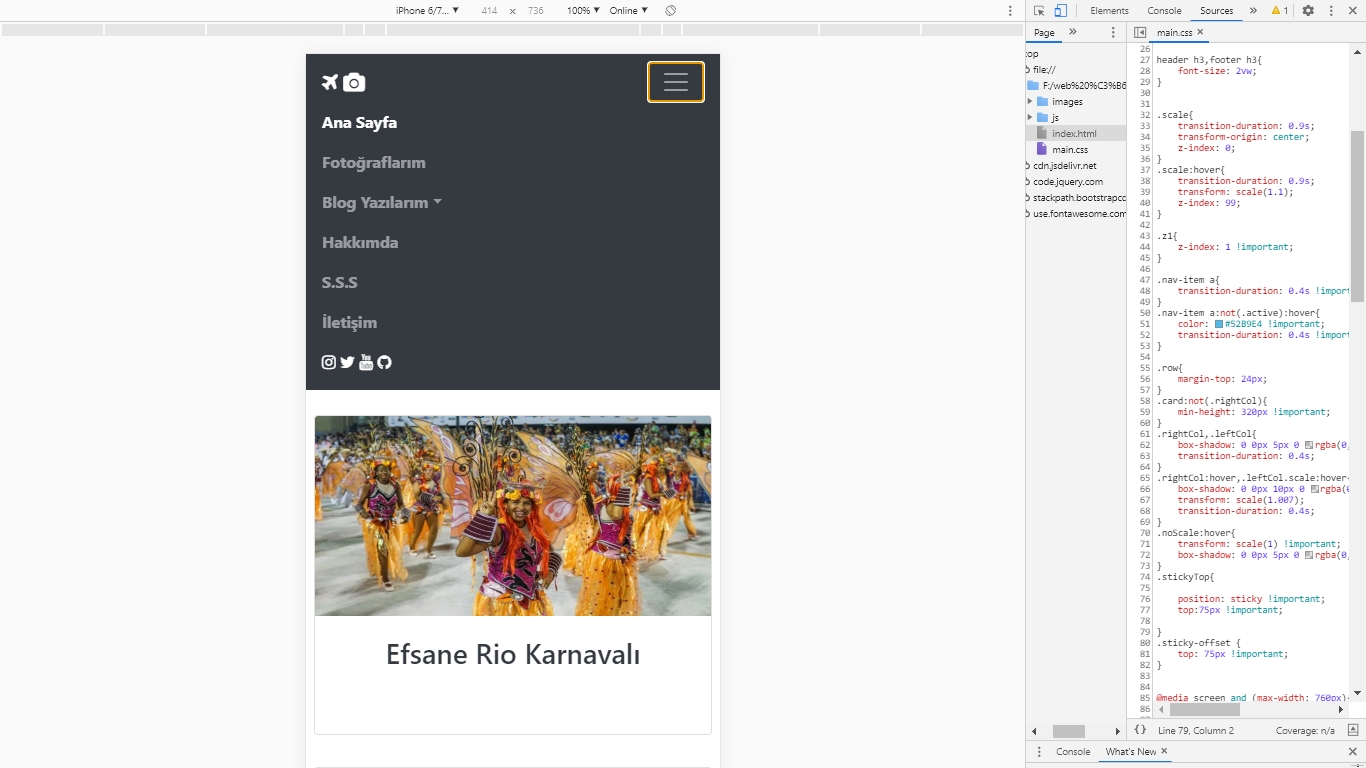 iPhone 6/7... ▼ 414 × 736 100% ▼ Online ▼
Ana Sayfa
Fotoğraflarım
Blog Yazılarım
Hakkımda
S.S.S
İletişim
Efsane Rio Karnavalı
Elements Console Sources » 1
Page »
top
file://
F:/web%20%C3%B6
images
js
index.html
main.css
cdn.jsdelivr.net
code.jquery.com
stackpath.bootstrapcd
use.fontawesome.com
main.css ×
26
27 header h3,footer h3{
28 font-size: 2vw;
29 }
30
31
32 .scale{
33 transition-duration: 0.9s;
34 transform-origin: center;
35 z-index: 0;
36 }
37 .scale:hover{
38 transition-duration: 0.9s;
39 transform: scale(1.1);
40 z-index: 99;
41 }
42
43 .z1{
44 z-index: 1 !important;
45 }
46
47 .nav-item a{
48 transition-duration: 0.4s !import
49 }
50 .nav-item a:not(.active):hover{
51 color: #52B9E4 !important;
52 transition-duration: 0.4s !import
53 }
54
55 .row{
56 margin-top: 24px;
57 }
58 .card:not(.rightCol){
59 min-height: 320px !important;
60 }
61 .rightCol,.leftCol{
62 box-shadow: 0 0px 5px 0 rgba(0,
63 transition-duration: 0.4s;
64 }
65 .rightCol:hover,.leftCol.scale:hover
66 box-shadow: 0 0px 10px 0 rgba(0
67 transform: scale(1.007);
68 transition-duration: 0.4s;
69 }
70 .noScale:hover{
71 transform: scale(1) !important;
72 box-shadow: 0 0px 5px 0 rgba(0,
73 }
74 .stickyTop{
75
76 position: sticky !important;
77 top:75px !important;
78
79 }
80 .sticky-offset {
81 top: 75px !important;
82 }
83
84
85 @media screen and (max-width: 760px)
86
{} Line 79, Column 2 Coverage: n/a
Console What's New ×